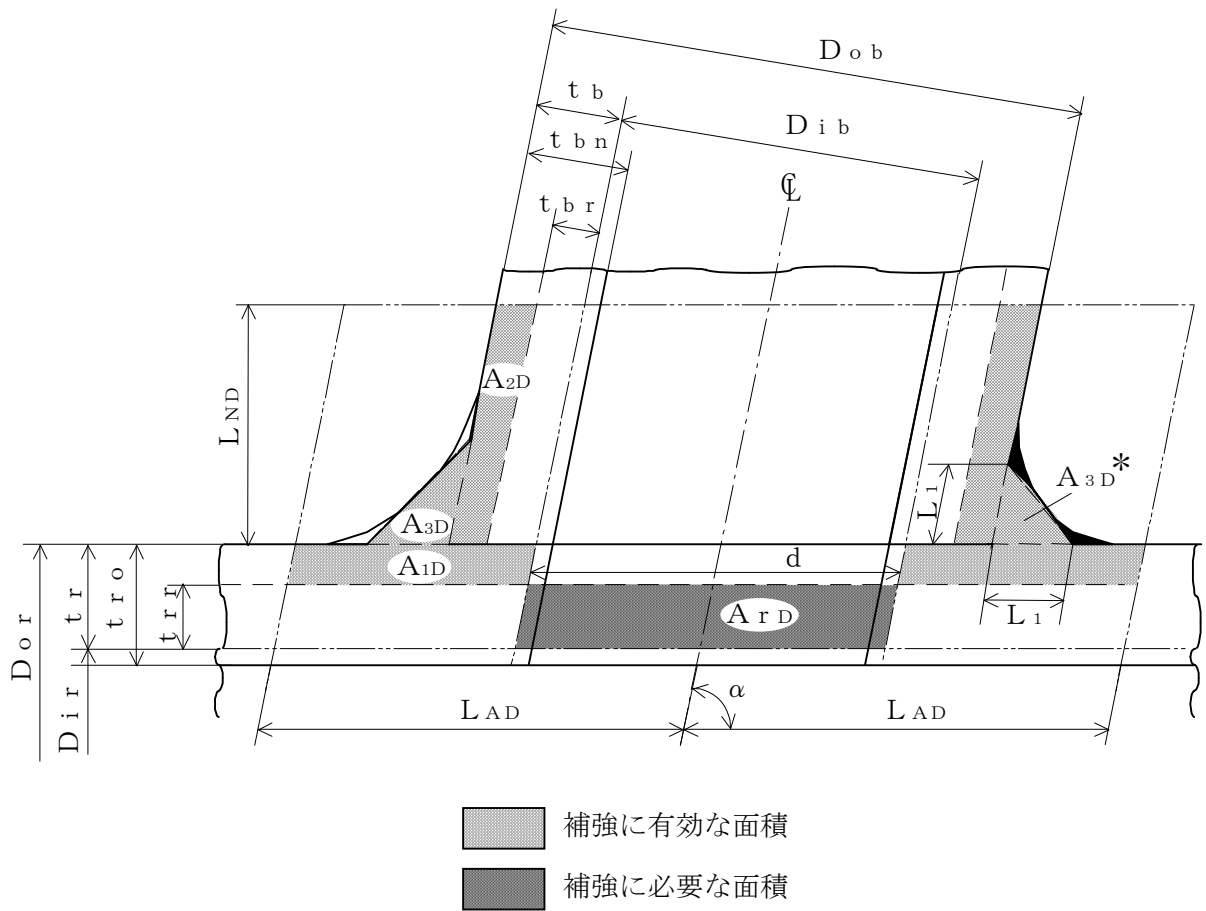 Dob
tb
Dib
tbn
℄
tbr
A2D
LND
A3D*
L1
A3D
A1D
d
tr
tro
trr
ArD
L1
Dor
Dir
α
LAD
LAD
補強に有効な面積
補強に必要な面積